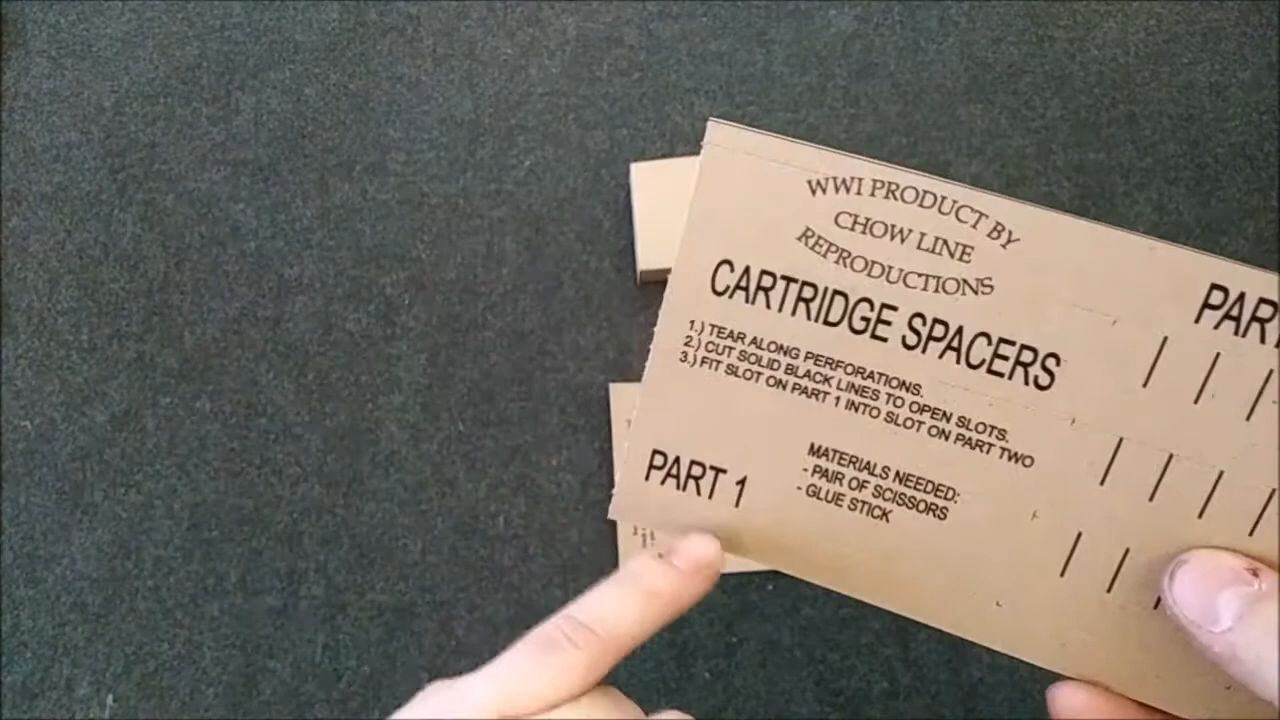 WWI PRODUCT BY
CHOW LINE
REPRODUCTIONS
CARTRIDGE SPACERS
1.) TEAR ALONG PERFORATIONS.
2.) CUT SOLID BLACK LINES TO OPEN SLOTS.
3.) FIT SLOT ON PART 1 INTO SLOT ON PART TWO
PART 1
MATERIALS NEEDED:
- PAIR OF SCISSORS
- GLUE STICK
PAR